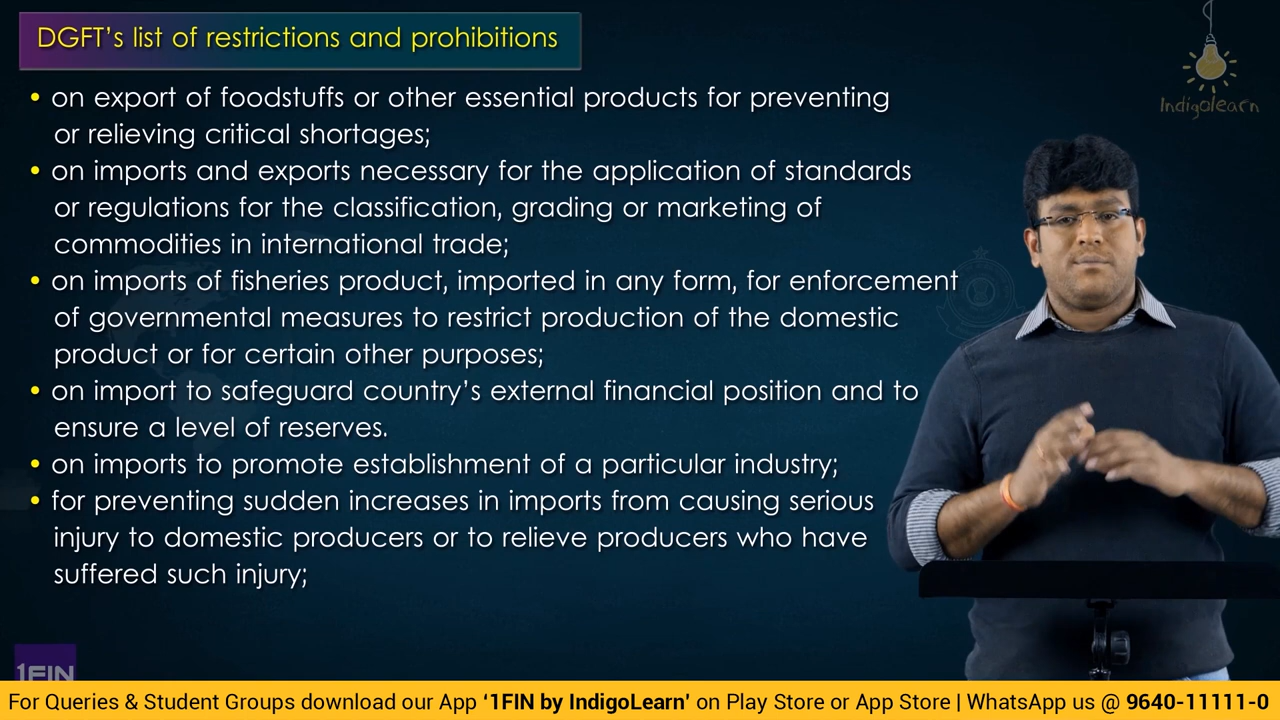 DGFT's list of restrictions and prohibitions
Indigolearn
• on export of foodstuffs or other essential products for preventing
or relieving critical shortages;
• on imports and exports necessary for the application of standards
or regulations for the classification, grading or marketing of
commodities in international trade;
• on imports of fisheries product, imported in any form, for enforcement
of governmental measures to restrict production of the domestic
product or for certain other purposes;
• on import to safeguard country's external financial position and to
ensure a level of reserves.
• on imports to promote establishment of a particular industry;
• for preventing sudden increases in imports from causing serious
injury to domestic producers or to relieve producers who have
suffered such injury;
1FIN
For Queries & Student Groups download our App '1FIN by IndigoLearn' on Play Store or App Store | WhatsApp us @ 9640-11111-0